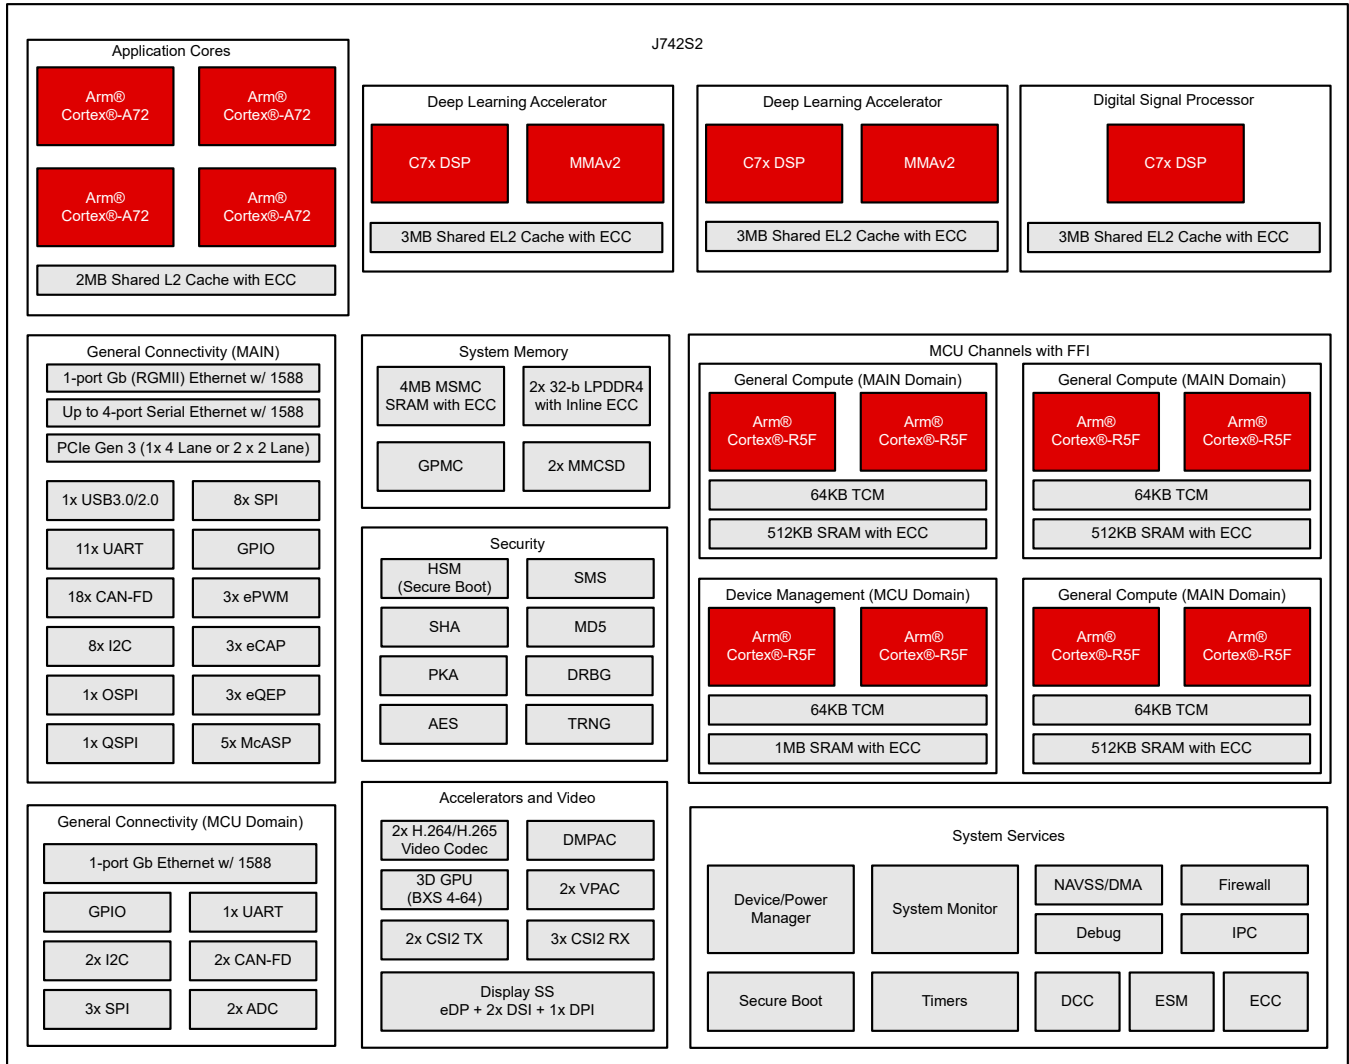 J742S2
Application Cores
Arm®
Cortex®-A72
Arm®
Cortex®-A72
Arm®
Cortex®-A72
Arm®
Cortex®-A72
2MB Shared L2 Cache with ECC
Deep Learning Accelerator
C7x DSP
MMAv2
3MB Shared EL2 Cache with ECC
Deep Learning Accelerator
C7x DSP
MMAv2
3MB Shared EL2 Cache with ECC
Digital Signal Processor
C7x DSP
3MB Shared EL2 Cache with ECC
General Connectivity (MAIN)
1-port Gb (RGMII) Ethernet w/ 1588
Up to 4-port Serial Ethernet w/ 1588
PCIe Gen 3 (1x 4 Lane or 2 x 2 Lane)
1x USB3.0/2.0
8x SPI
11x UART
GPIO
18x CAN-FD
3x ePWM
8x I2C
3x eCAP
1x OSPI
3x eQEP
1x QSPI
5x McASP
System Memory
4MB MSMC
SRAM with ECC
2x 32-b LPDDR4
with Inline ECC
GPMC
2x MMCSD
Security
HSM
(Secure Boot)
SMS
SHA
MD5
PKA
DRBG
AES
TRNG
MCU Channels with FFI
General Compute (MAIN Domain)
Arm®
Cortex®-R5F
Arm®
Cortex®-R5F
64KB TCM
512KB SRAM with ECC
General Compute (MAIN Domain)
Arm®
Cortex®-R5F
Arm®
Cortex®-R5F
64KB TCM
512KB SRAM with ECC
Device Management (MCU Domain)
Arm®
Cortex®-R5F
Arm®
Cortex®-R5F
64KB TCM
1MB SRAM with ECC
General Compute (MAIN Domain)
Arm®
Cortex®-R5F
Arm®
Cortex®-R5F
64KB TCM
512KB SRAM with ECC
General Connectivity (MCU Domain)
1-port Gb Ethernet w/ 1588
GPIO
1x UART
2x I2C
2x CAN-FD
3x SPI
2x ADC
Accelerators and Video
2x H.264/H.265
Video Codec
DMPAC
3D GPU
(BXS 4-64)
2x VPAC
2x CSI2 TX
3x CSI2 RX
Display SS
eDP + 2x DSI + 1x DPI
System Services
Device/Power
Manager
System Monitor
NAVSS/DMA
Firewall
Debug
IPC
Secure Boot
Timers
DCC
ESM
ECC